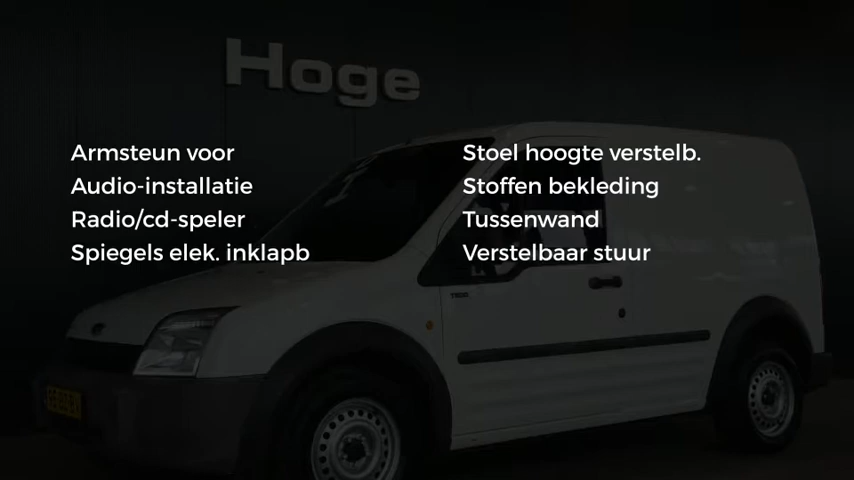 Hoge
Armsteun voor
Audio-installatie
Radio/cd-speler
Spiegels elek. inklapb
Stoel hoogte verstelb.
Stoffen bekleding
Tussenwand
Verstelbaar stuur